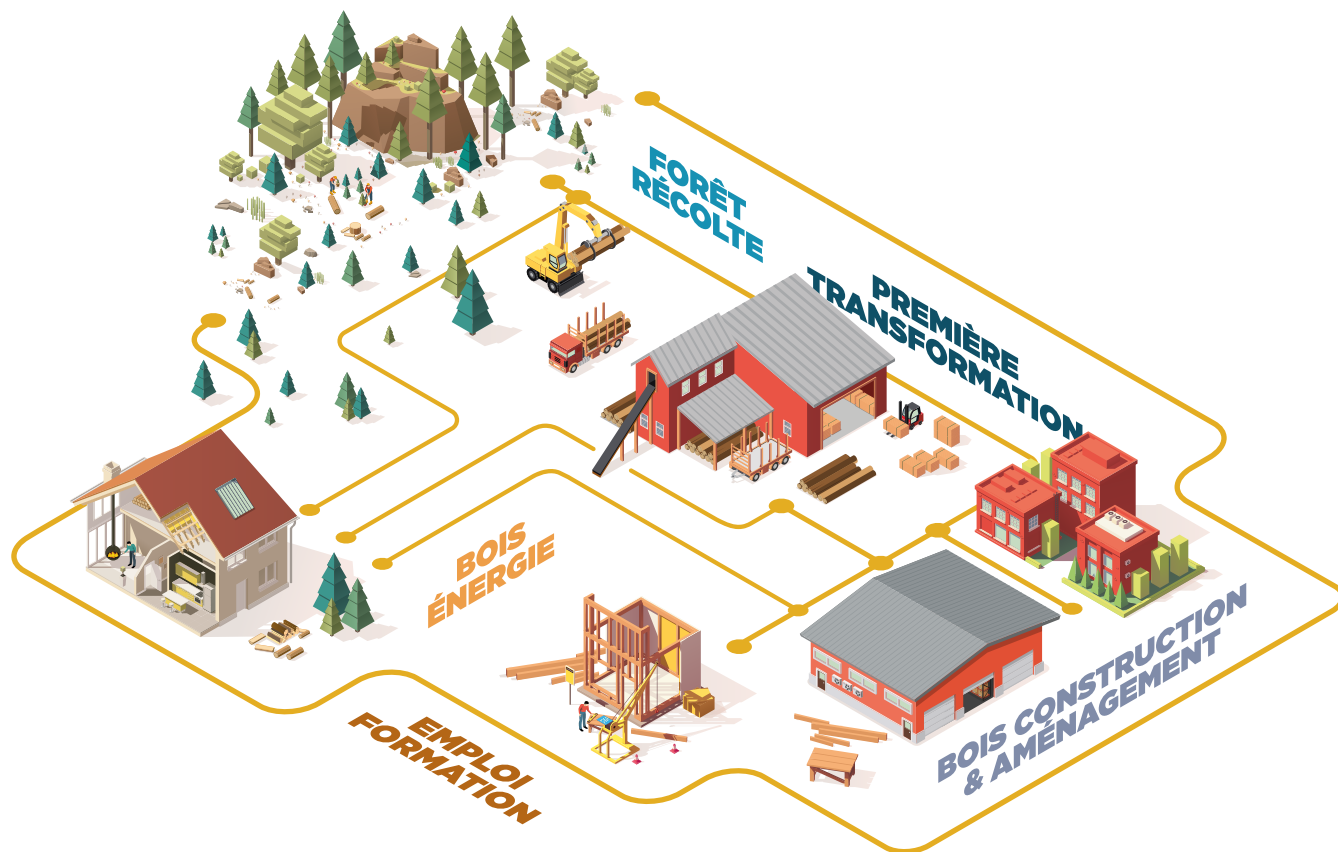 FORÊT
RÉCOLTE
PREMIÈRE
TRANSFORMATION
BOIS
ÉNERGIE
BOIS CONSTRUCTION
& AMÉNAGEMENT
EMPLOI
FORMATION